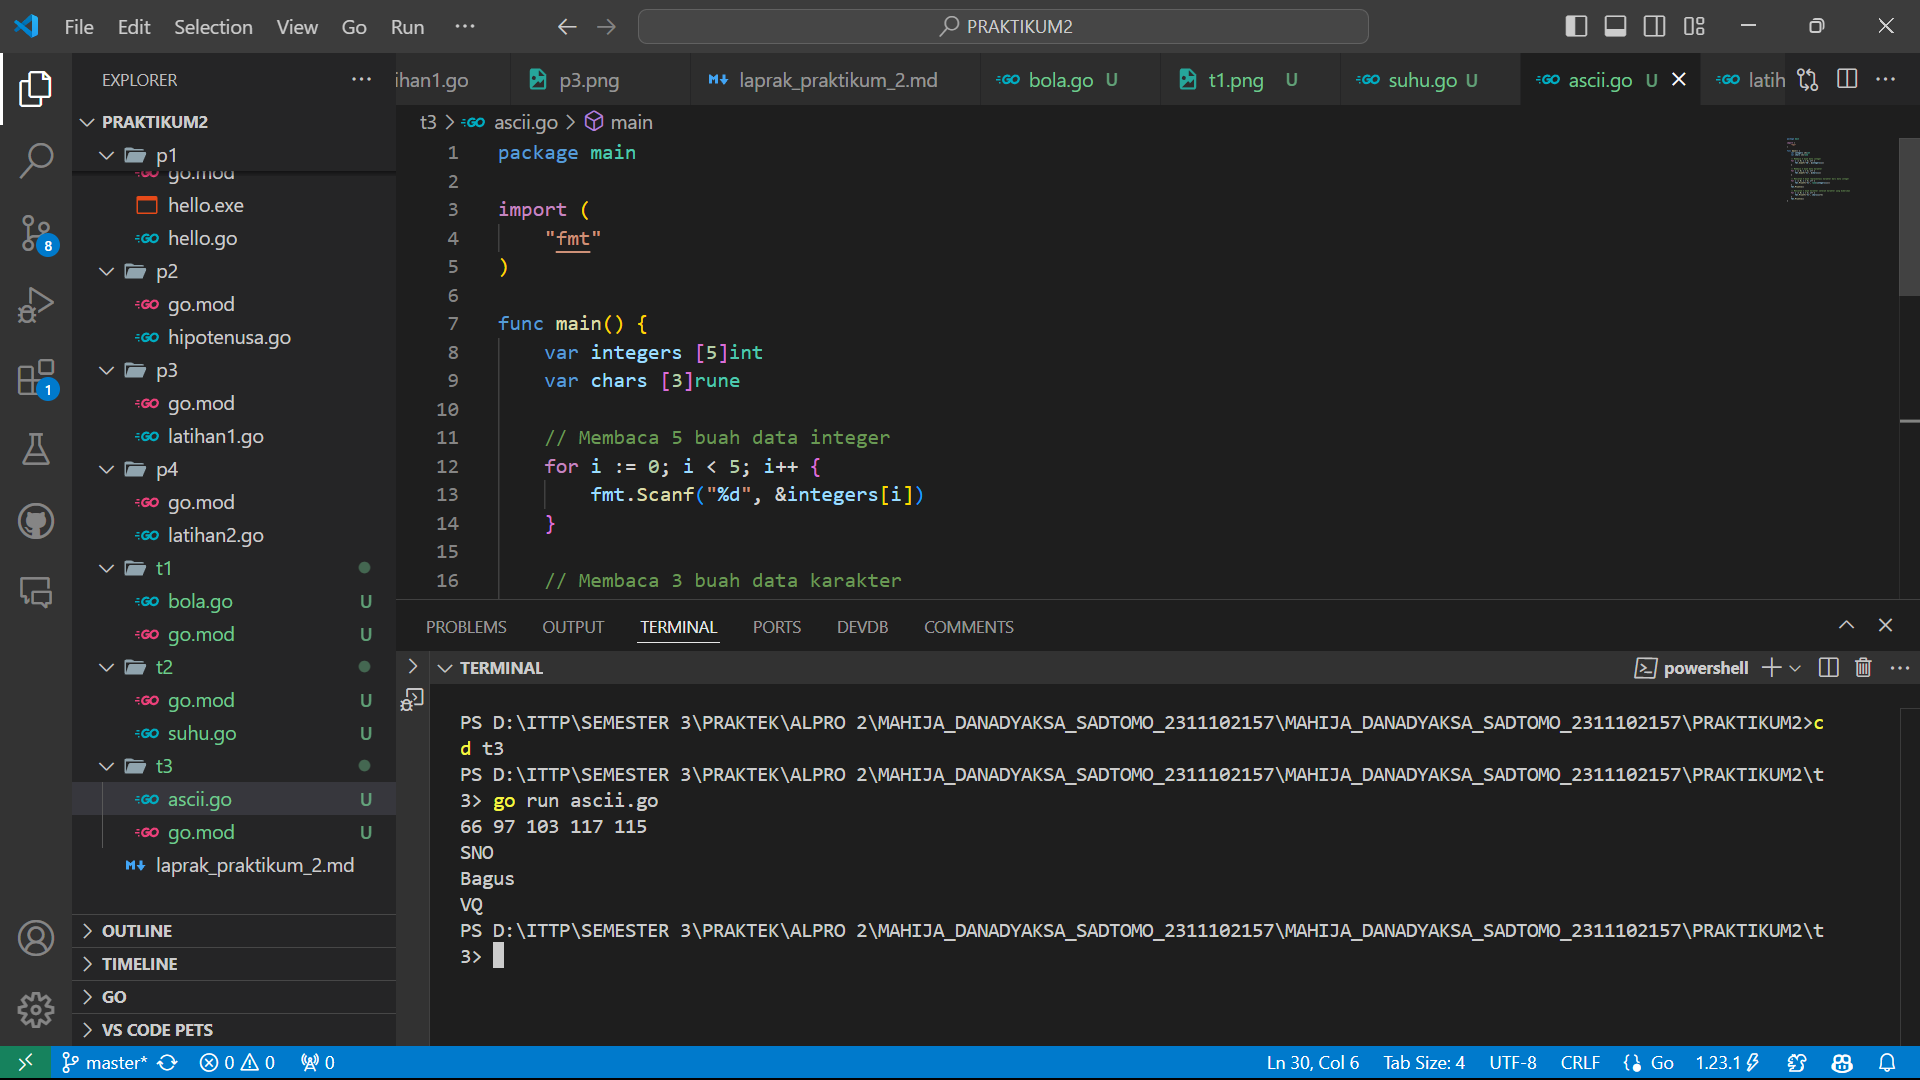 File Edit Selection View Go Run ··· PRAKTIKUM2
EXPLORER ···
ihan1.go p3.png laprak_praktikum_2.md bola.go U t1.png U suhu.go U ascii.go U latih ···
t3 > ascii.go > main
PRAKTIKUM2
p1
go.mod
hello.exe
hello.go
p2
go.mod
hipotenusa.go
p3
go.mod
latihan1.go
p4
go.mod
latihan2.go
t1
bola.go U
go.mod U
t2
go.mod U
suhu.go U
t3
ascii.go U
go.mod U
laprak_praktikum_2.md
OUTLINE
TIMELINE
GO
VS CODE PETS
8
1
1 package main
2
3 import (
4 "fmt"
5 )
6
7 func main() {
8 var integers [5]int
9 var chars [3]rune
10
11 // Membaca 5 buah data integer
12 for i := 0; i < 5; i++ {
13 fmt.Scanf("%d", &integers[i])
14 }
15
16 // Membaca 3 buah data karakter
PROBLEMS OUTPUT TERMINAL PORTS DEVDB COMMENTS
TERMINAL powershell ···
PS D:\ITTP\SEMESTER 3\PRAKTEK\ALPRO 2\MAHIJA_DANADYAKSA_SADTOMO_2311102157\MAHIJA_DANADYAKSA_SADTOMO_2311102157\PRAKTIKUM2>c
d t3
PS D:\ITTP\SEMESTER 3\PRAKTEK\ALPRO 2\MAHIJA_DANADYAKSA_SADTOMO_2311102157\MAHIJA_DANADYAKSA_SADTOMO_2311102157\PRAKTIKUM2\t
3> go run ascii.go
66 97 103 117 115
SNO
Bagus
VQ
PS D:\ITTP\SEMESTER 3\PRAKTEK\ALPRO 2\MAHIJA_DANADYAKSA_SADTOMO_2311102157\MAHIJA_DANADYAKSA_SADTOMO_2311102157\PRAKTIKUM2\t
3>
master* 0 0 0 Ln 30, Col 6 Tab Size: 4 UTF-8 CRLF Go 1.23.1